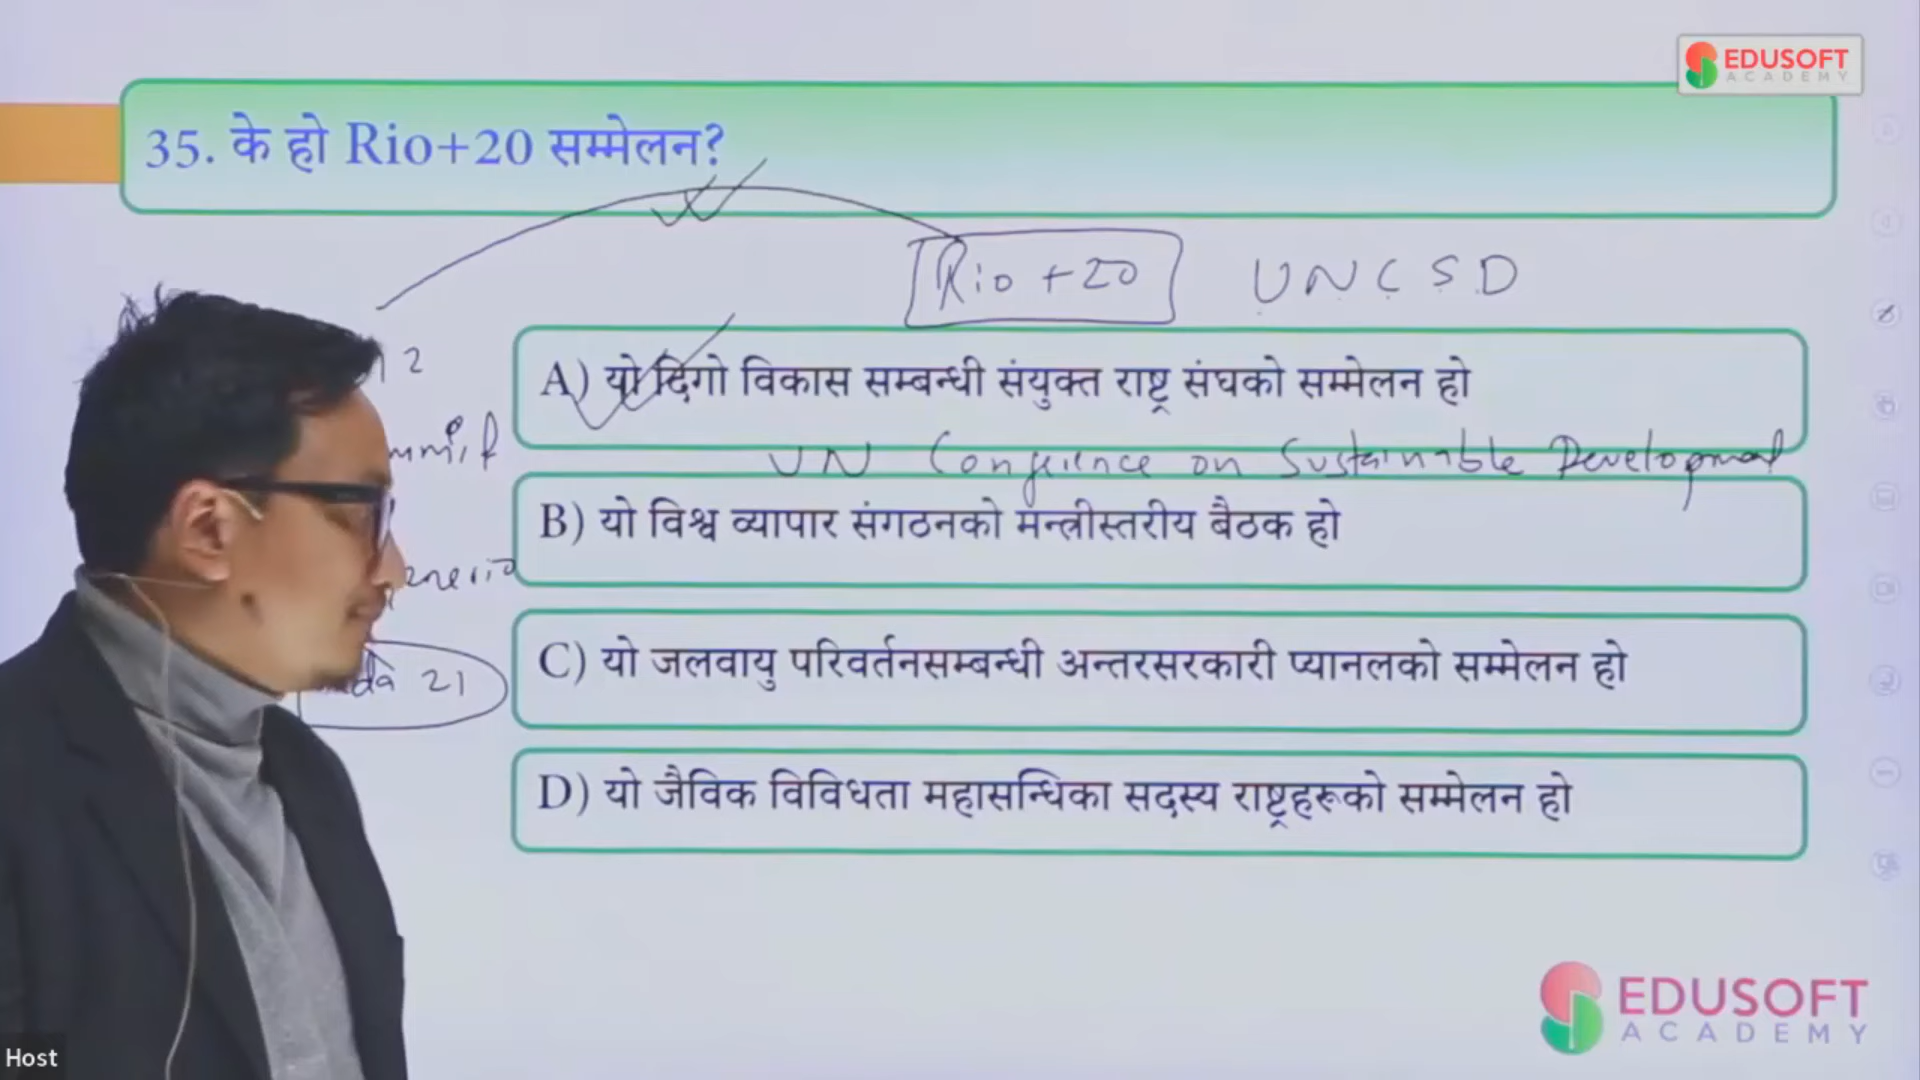 EDUSOFT
ACADEMY
35. के हो Rio+20 सम्मेलन?
Rio +20 UNCSD
A) यो दिगो विकास सम्बन्धी संयुक्त राष्ट्र संघको सम्मेलन हो
UN Conference on Sustainable Development
B) यो विश्व व्यापार संगठनको मन्त्रीस्तरीय बैठक हो
C) यो जलवायु परिवर्तनसम्बन्धी अन्तरसरकारी प्यानलको सम्मेलन हो
21
D) यो जैविक विविधता महासन्धिका सदस्य राष्ट्रहरूको सम्मेलन हो
EDUSOFT
ACADEMY
Host